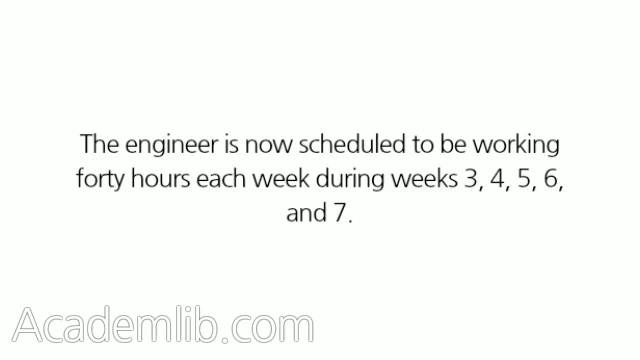 The engineer is now scheduled to be working
forty hours each week during weeks 3, 4, 5, 6,
and 7.
Academlib.com